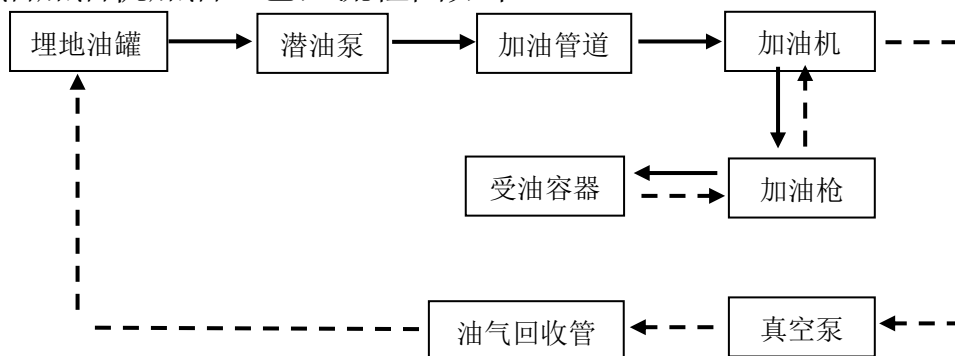 埋地油罐
潜油泵
加油管道
加油机
受油容器
加油枪
油气回收管
真空泵